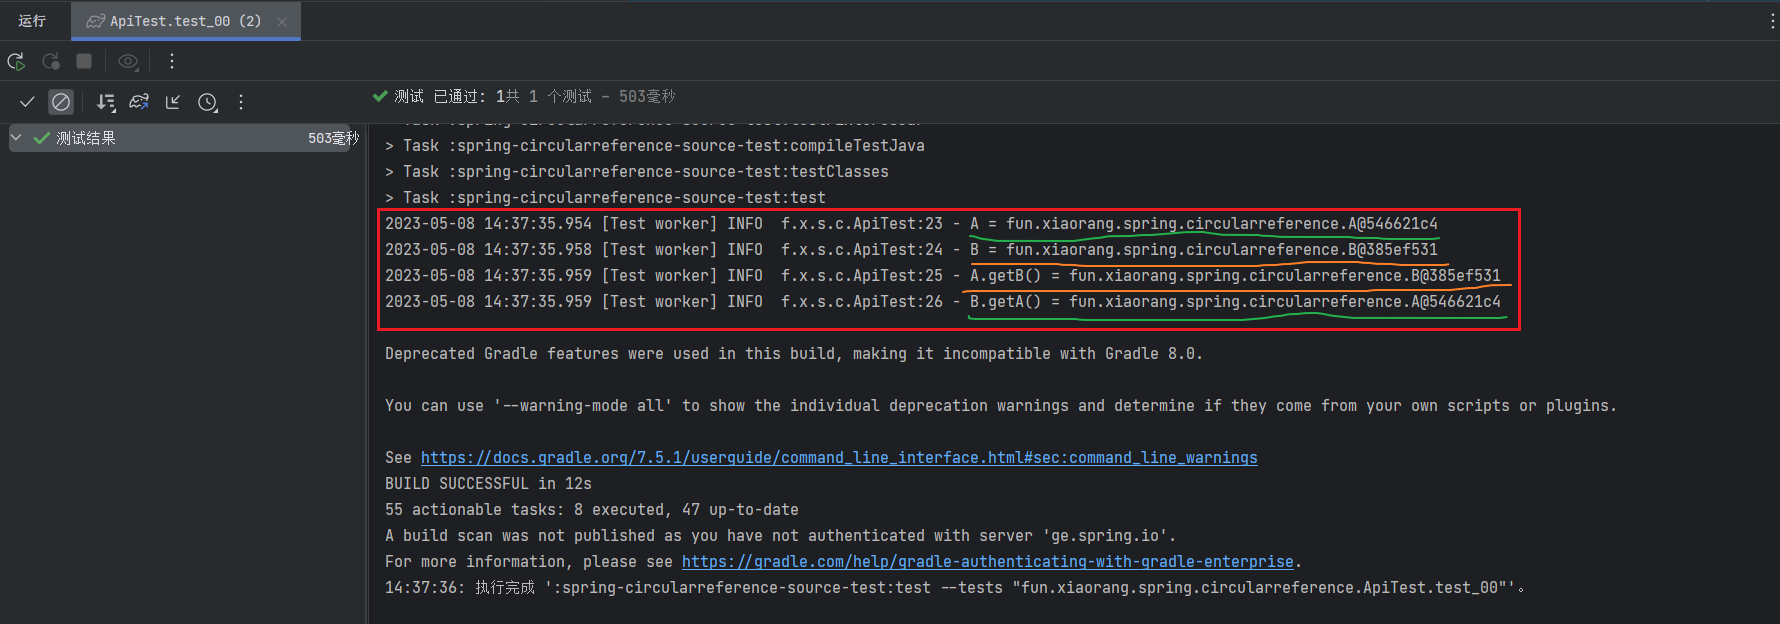 运行
ApiTest.test_00 (2)
测试 已通过: 1共 1 个测试 – 503毫秒
测试结果
503毫秒
> Task :spring-circularreference-source-test:compileTestJava
> Task :spring-circularreference-source-test:testClasses
> Task :spring-circularreference-source-test:test
2023-05-08 14:37:35.954 [Test worker] INFO  f.x.s.c.ApiTest:23 - A = fun.xiaorang.spring.circularreference.A@546621c4
2023-05-08 14:37:35.958 [Test worker] INFO  f.x.s.c.ApiTest:24 - B = fun.xiaorang.spring.circularreference.B@385ef531
2023-05-08 14:37:35.959 [Test worker] INFO  f.x.s.c.ApiTest:25 - A.getB() = fun.xiaorang.spring.circularreference.B@385ef531
2023-05-08 14:37:35.959 [Test worker] INFO  f.x.s.c.ApiTest:26 - B.getA() = fun.xiaorang.spring.circularreference.A@546621c4
Deprecated Gradle features were used in this build, making it incompatible with Gradle 8.0.
You can use '--warning-mode all' to show the individual deprecation warnings and determine if they come from your own scripts or plugins.
See https://docs.gradle.org/7.5.1/userguide/command_line_interface.html#sec:command_line_warnings
BUILD SUCCESSFUL in 12s
55 actionable tasks: 8 executed, 47 up-to-date
A build scan was not published as you have not authenticated with server 'ge.spring.io'.
For more information, please see https://gradle.com/help/gradle-authenticating-with-gradle-enterprise.
14:37:36: 执行完成 ':spring-circularreference-source-test:test --tests "fun.xiaorang.spring.circularreference.ApiTest.test_00"'。